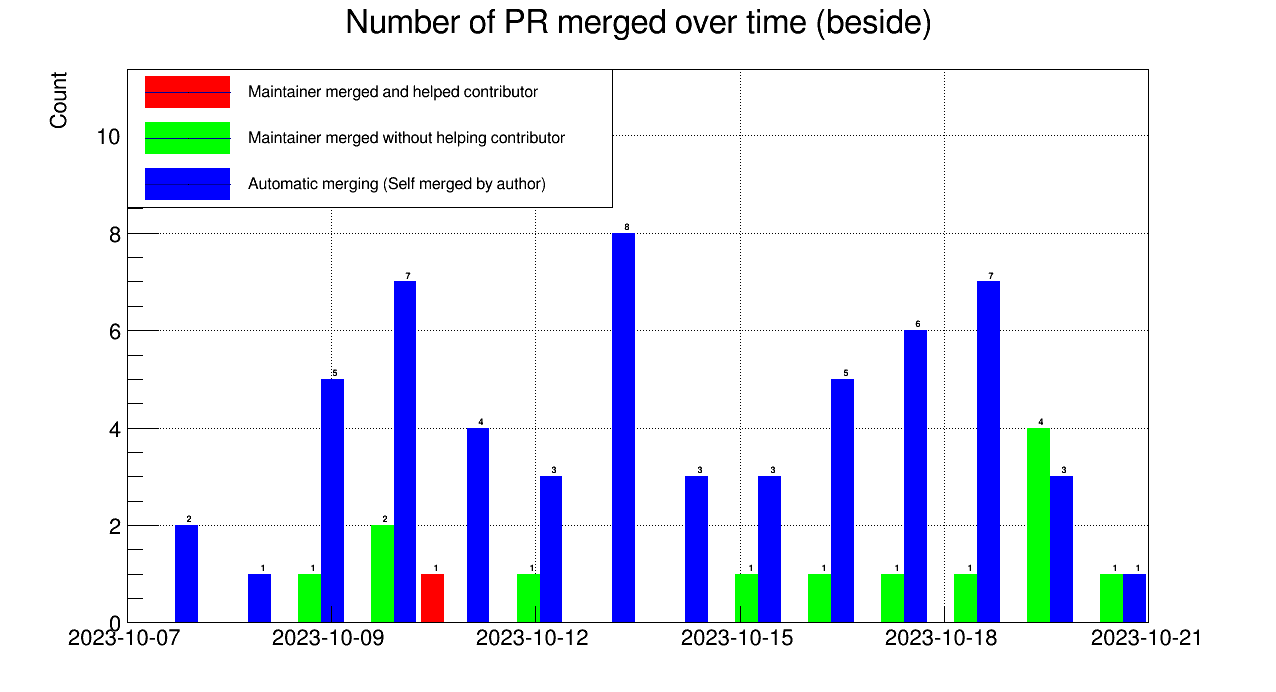 Number of PR merged over time (beside)
Count
Maintainer merged and helped contributor
Maintainer merged without helping contributor
Automatic merging (Self merged by author)
10
8
6
4
2
0
2 1 1 5 2 7 1 4 1 3 8 3 1 3 1 5 1 6 1 7 4 3 1 1
2023-10-07 2023-10-09 2023-10-12 2023-10-15 2023-10-18 2023-10-21